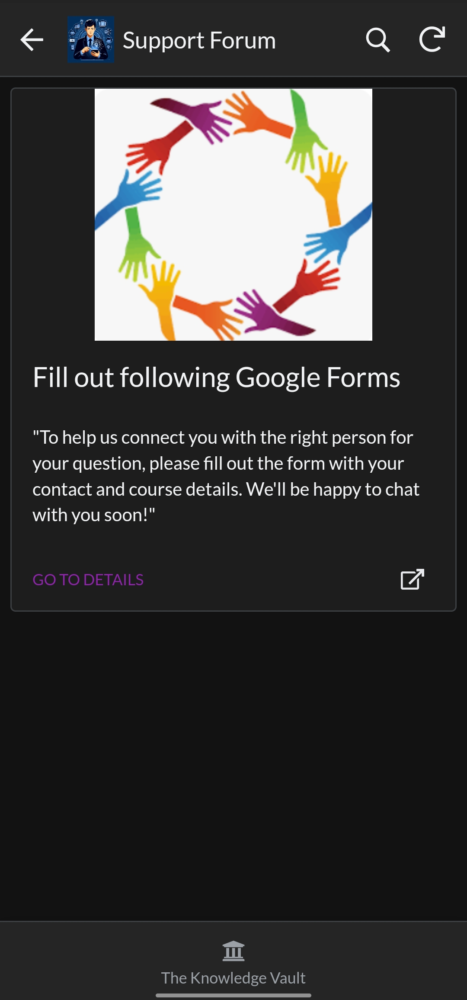 Support Forum
Fill out following Google Forms
"To help us connect you with the right person for
your question, please fill out the form with your
contact and course details. We'll be happy to chat
with you soon!"
GO TO DETAILS
The Knowledge Vault